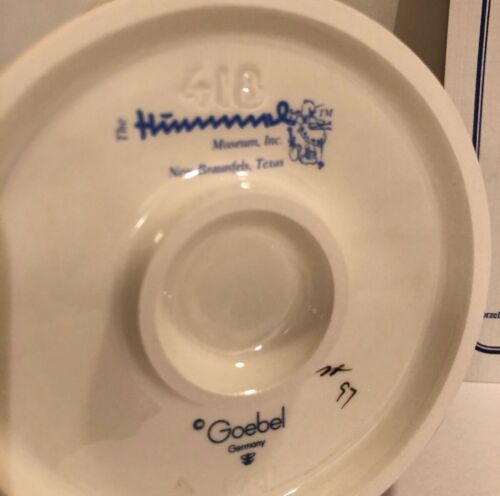 418
The Hummel TM
Museum, Inc.
New Braunfels, Texas
© Goebel
Germany
97